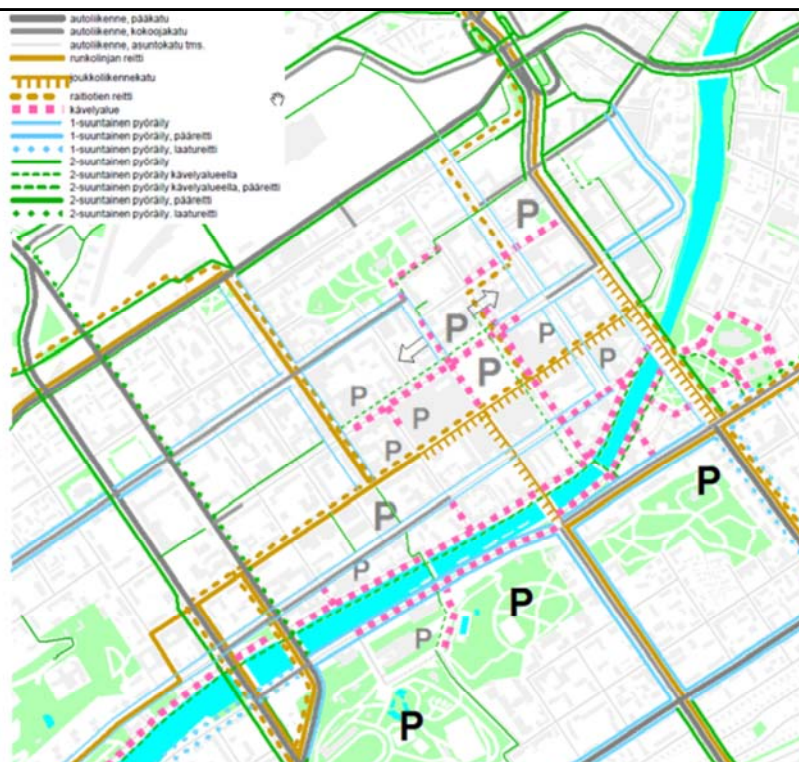 autoliikenne, pääkatu
autoliikenne, kokoojakatu
autoliikenne, asuntokatu tms.
runkolinjan reitti
joukkoliikennekatu
raitiotien reitti
kävelyalue
1-suuntainen pyöräily
1-suuntainen pyöräily, pääreitti
1-suuntainen pyöräily, laatureitti
2-suuntainen pyöräily
2-suuntainen pyöräily kävelyalueella
2-suuntainen pyöräily kävelyalueella, pääreitti
2-suuntainen pyöräily, pääreitti
2-suuntainen pyöräily, laatureitti
P
P
P
P
P
P
P
P
P
P
P
P
P
P